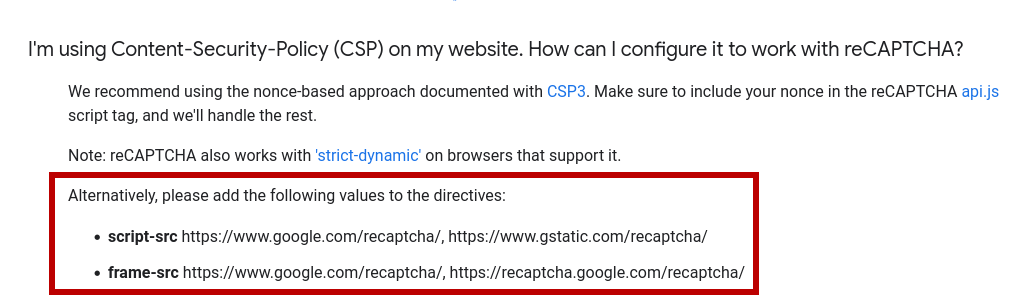 I'm using Content-Security-Policy (CSP) on my website. How can I configure it to work with reCAPTCHA?
We recommend using the nonce-based approach documented with CSP3. Make sure to include your nonce in the reCAPTCHA api.js
script tag, and we'll handle the rest.
Note: reCAPTCHA also works with 'strict-dynamic' on browsers that support it.
Alternatively, please add the following values to the directives:
• script-src https://www.google.com/recaptcha/, https://www.gstatic.com/recaptcha/
• frame-src https://www.google.com/recaptcha/, https://recaptcha.google.com/recaptcha/